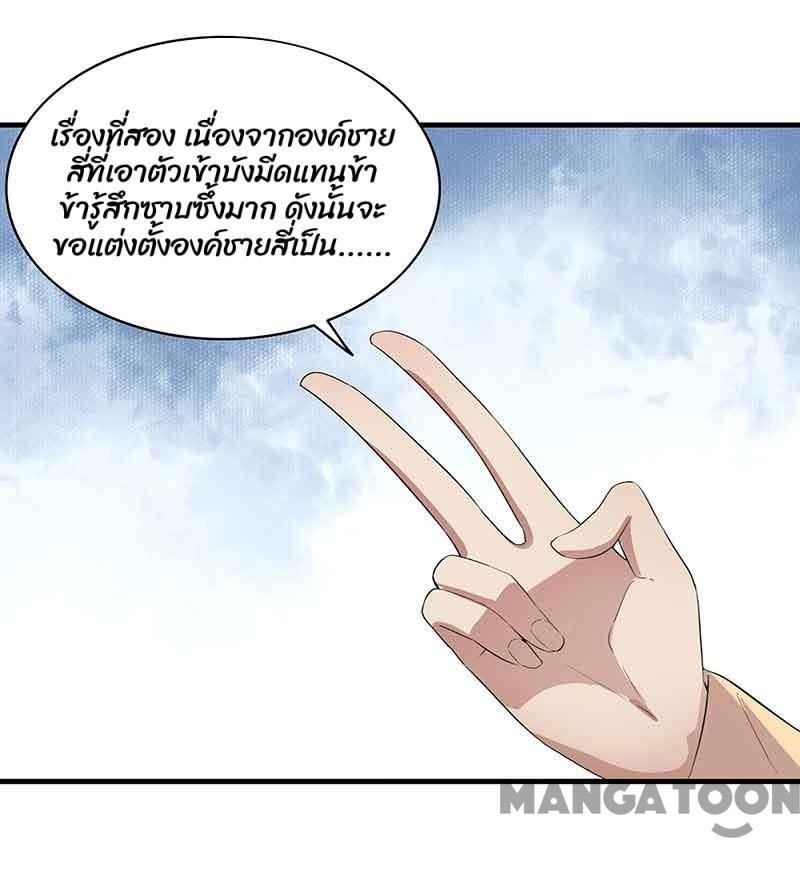 เรื่องที่สอง เนื่องจากองค์ชาย
สี่ที่เอาตัวเข้าบังมีดแทนข้า
ข้ารู้สึกซาบซึ้งมาก ดังนั้นจะ
ขอแต่งตั้งองค์ชายสี่เป็น......
MANGATOON